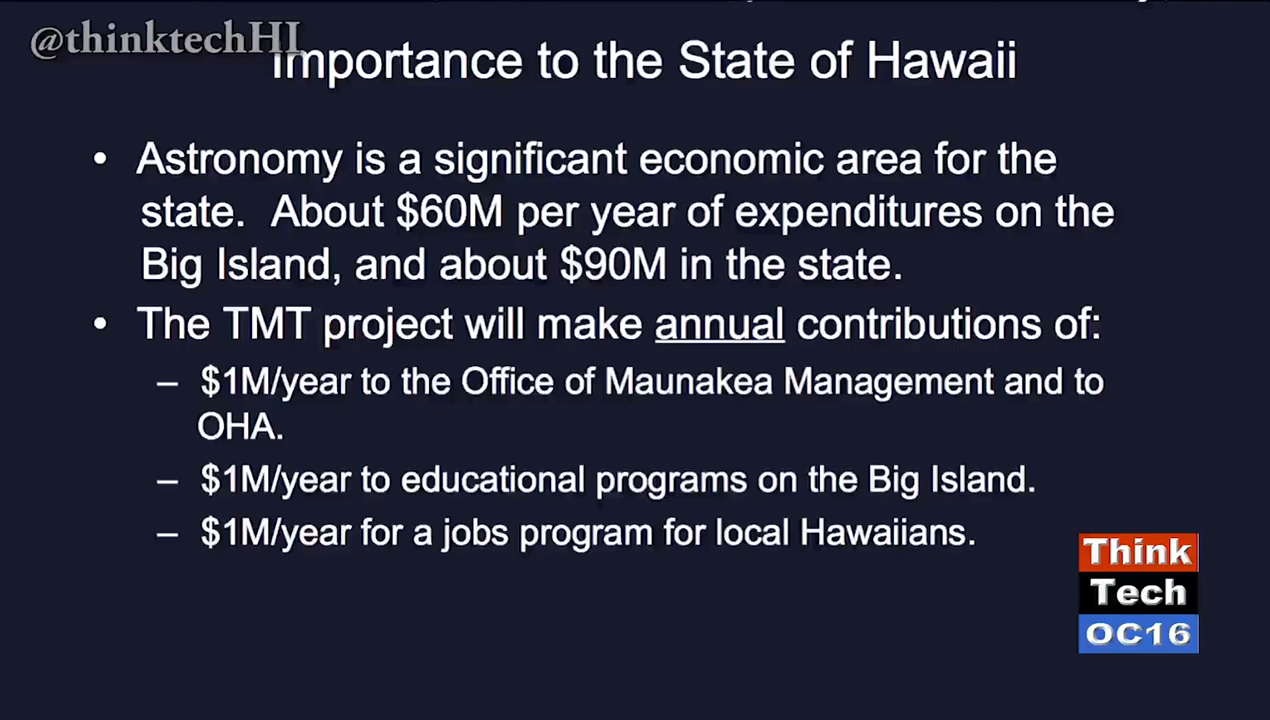 @thinktechHI
Importance to the State of Hawaii
• Astronomy is a significant economic area for the
state. About $60M per year of expenditures on the
Big Island, and about $90M in the state.
• The TMT project will make annual contributions of:
– $1M/year to the Office of Maunakea Management and to
OHA.
– $1M/year to educational programs on the Big Island.
– $1M/year for a jobs program for local Hawaiians.
Think
Tech
OC16